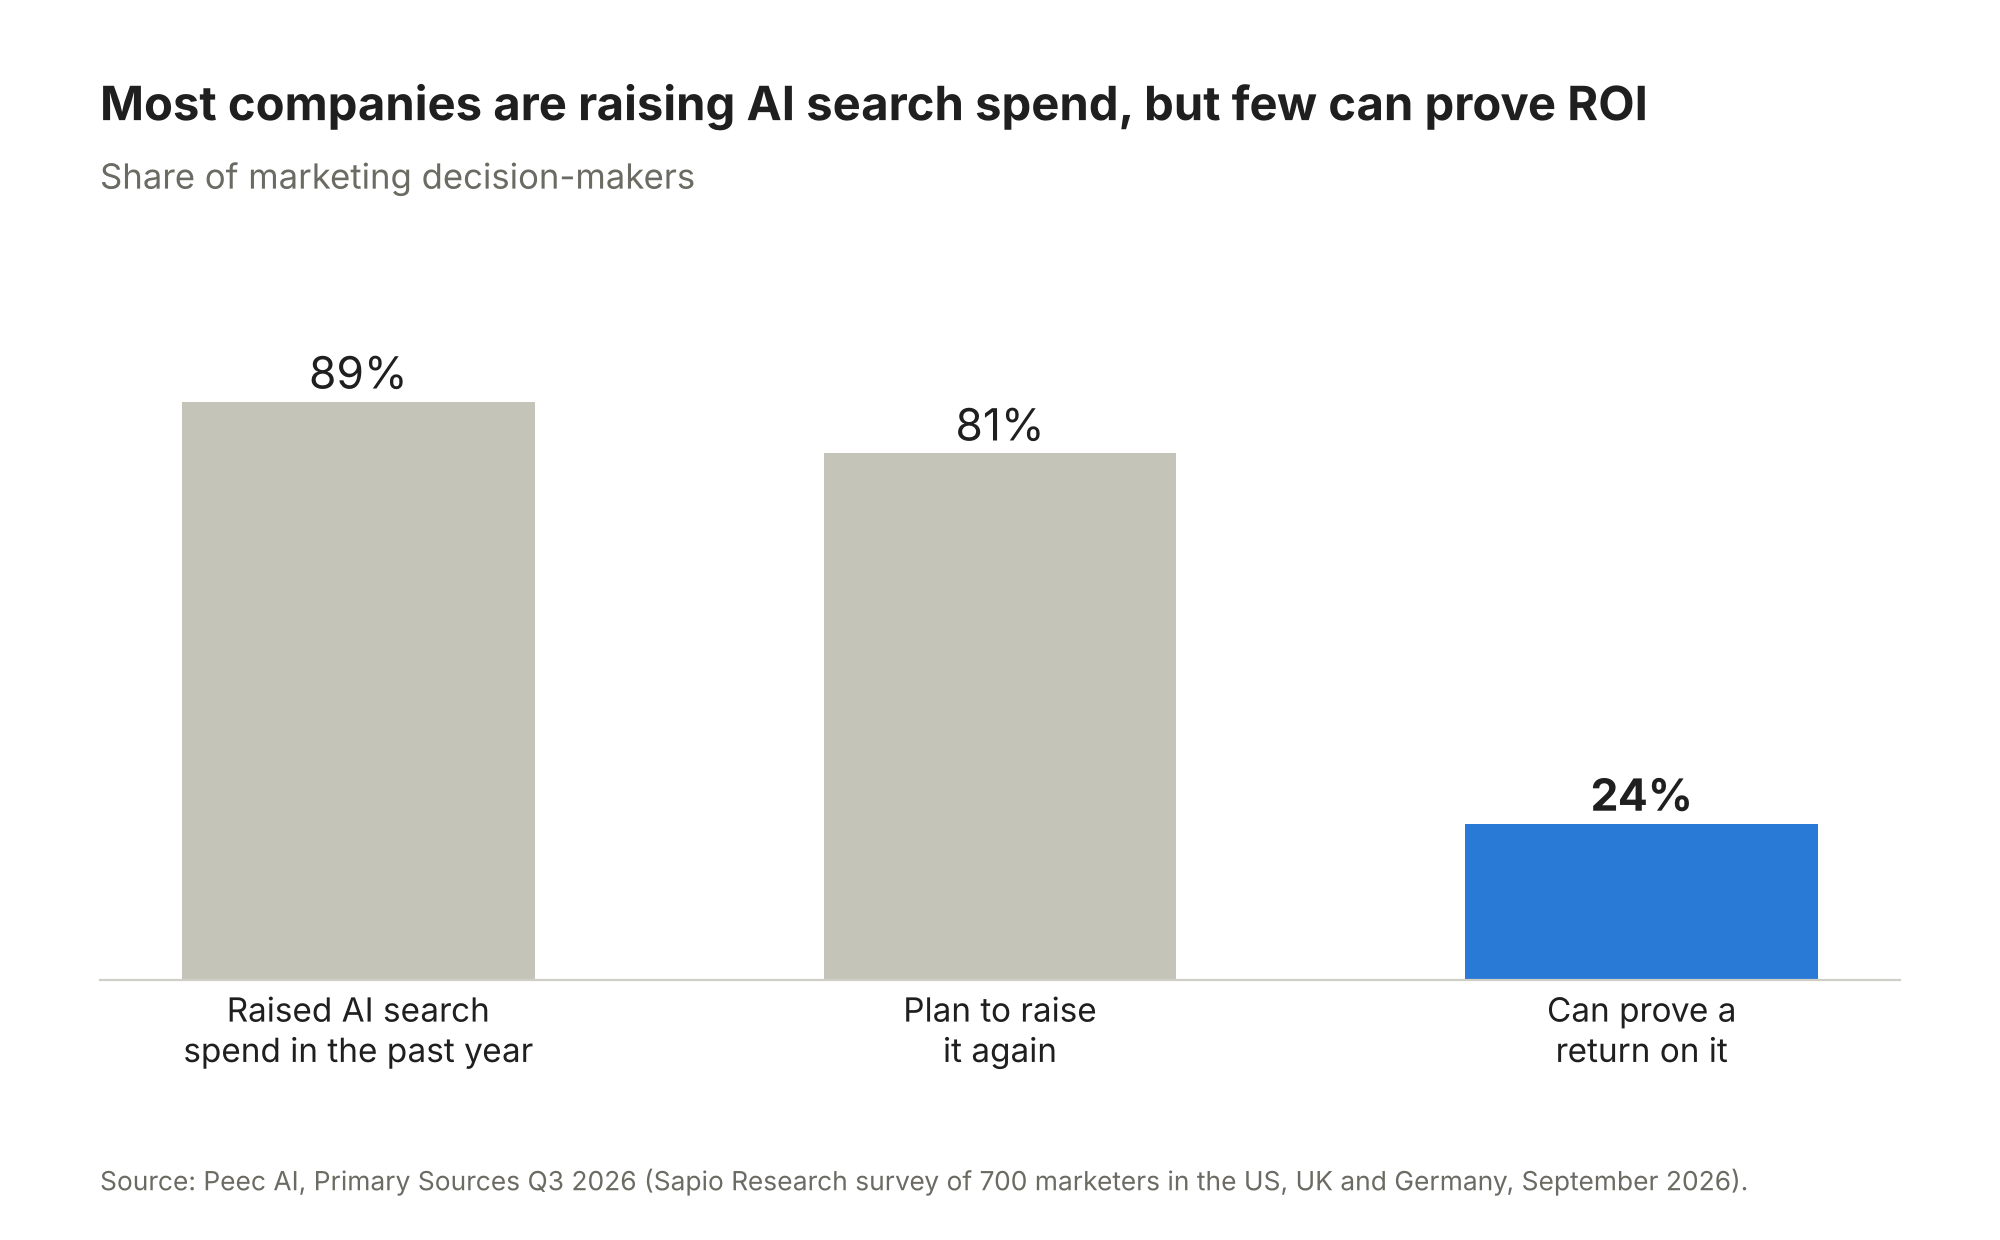 Most companies are raising AI search spend, but few can prove ROI
Share of marketing decision-makers
89%
81%
24%
Raised AI search
spend in the past year
Plan to raise
it again
Can prove a
return on it
Source: Peec AI, Primary Sources Q3 2026 (Sapio Research survey of 700 marketers in the US, UK and Germany, September 2026).